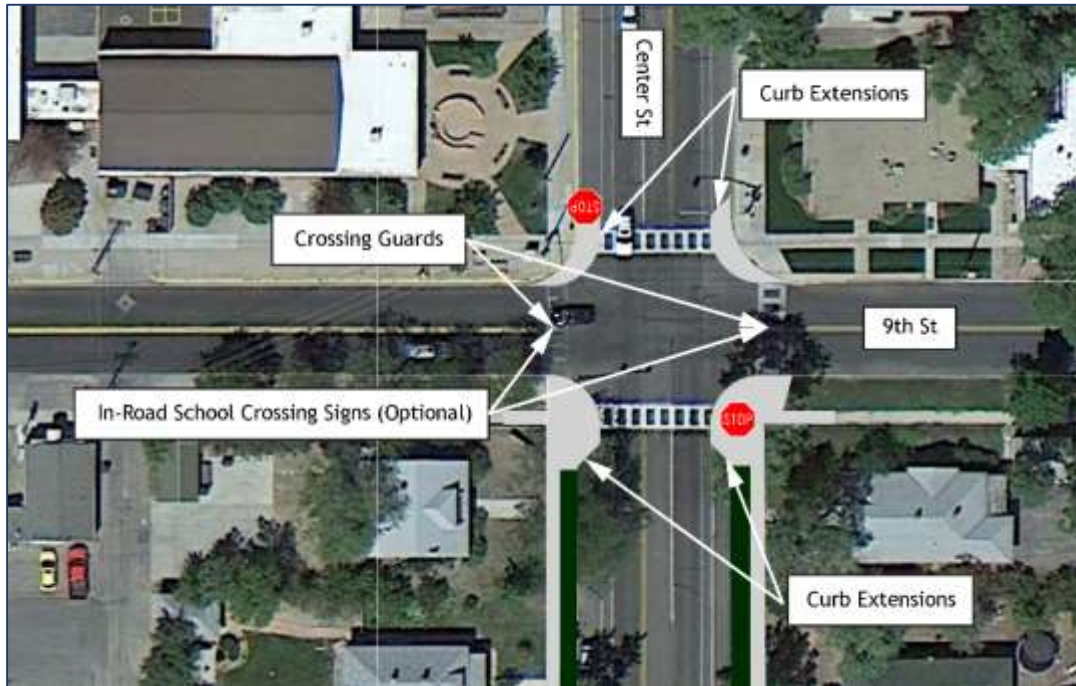 Center St
Curb Extensions
STOP
Crossing Guards
9th St
In-Road School Crossing Signs (Optional)
STOP
Curb Extensions